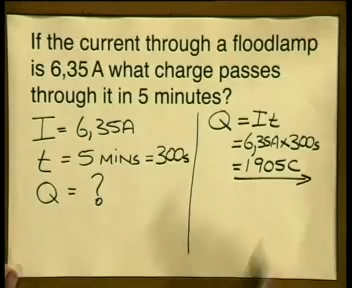 If the current through a floodlamp
is 6,35 A what charge passes
through it in 5 minutes?
I = 6,35A
t = 5 MINS = 300s
Q = ?
Q = It
= 6,35A x 300s
= 1905C